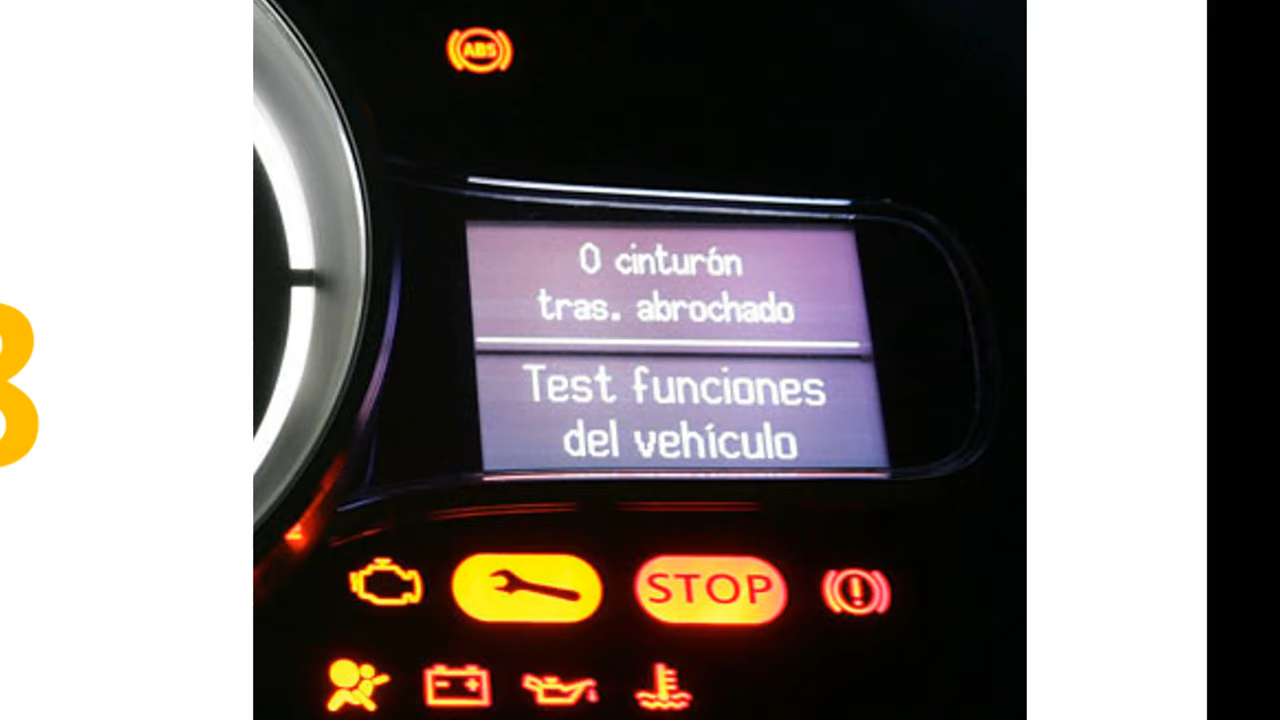 ABS
0 cinturón
tras. abrochado
Test funciones
del vehículo
STOP